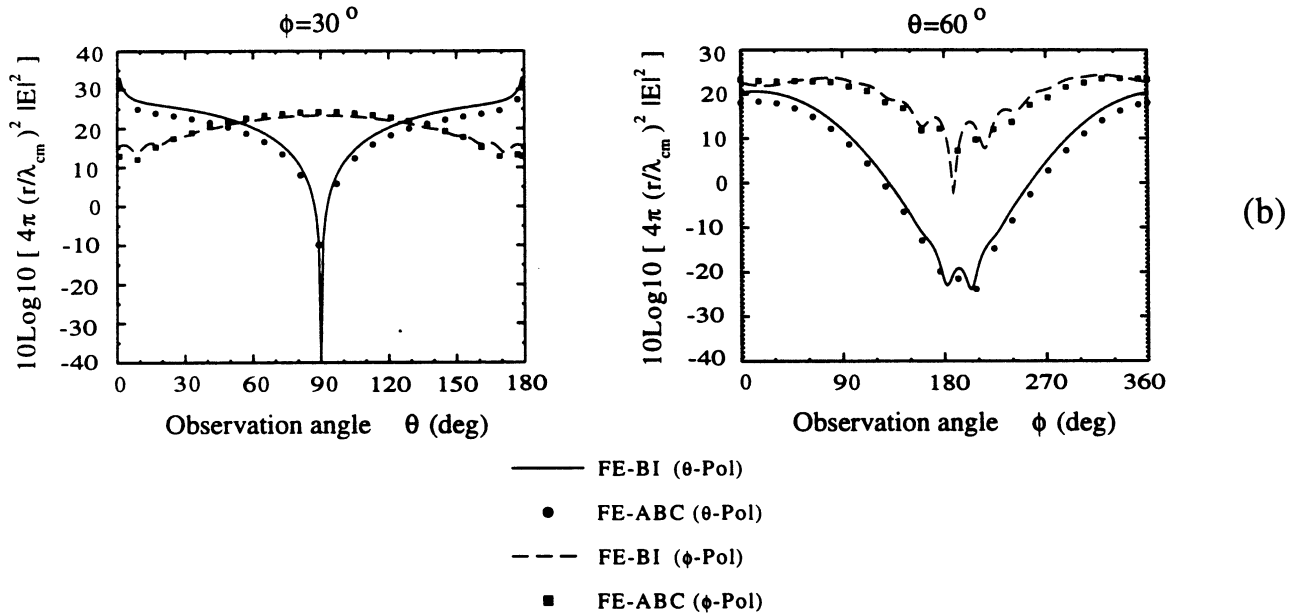 ϕ=30 °
10Log10 [ 4π (r/λcm)² |E|²
40
30
20
10
0
-10
-20
-30
-40
0 30 60 90 120 150 180
Observation angle θ (deg)
θ=60 °
10Log10 [ 4π (r/λcm)² |E|²
30
20
10
0
-10
-20
-30
-40
0 90 180 270 360
Observation angle ϕ (deg)
(b)
FE-BI (θ-Pol)
FE-ABC (θ-Pol)
FE-BI (ϕ-Pol)
FE-ABC (ϕ-Pol)